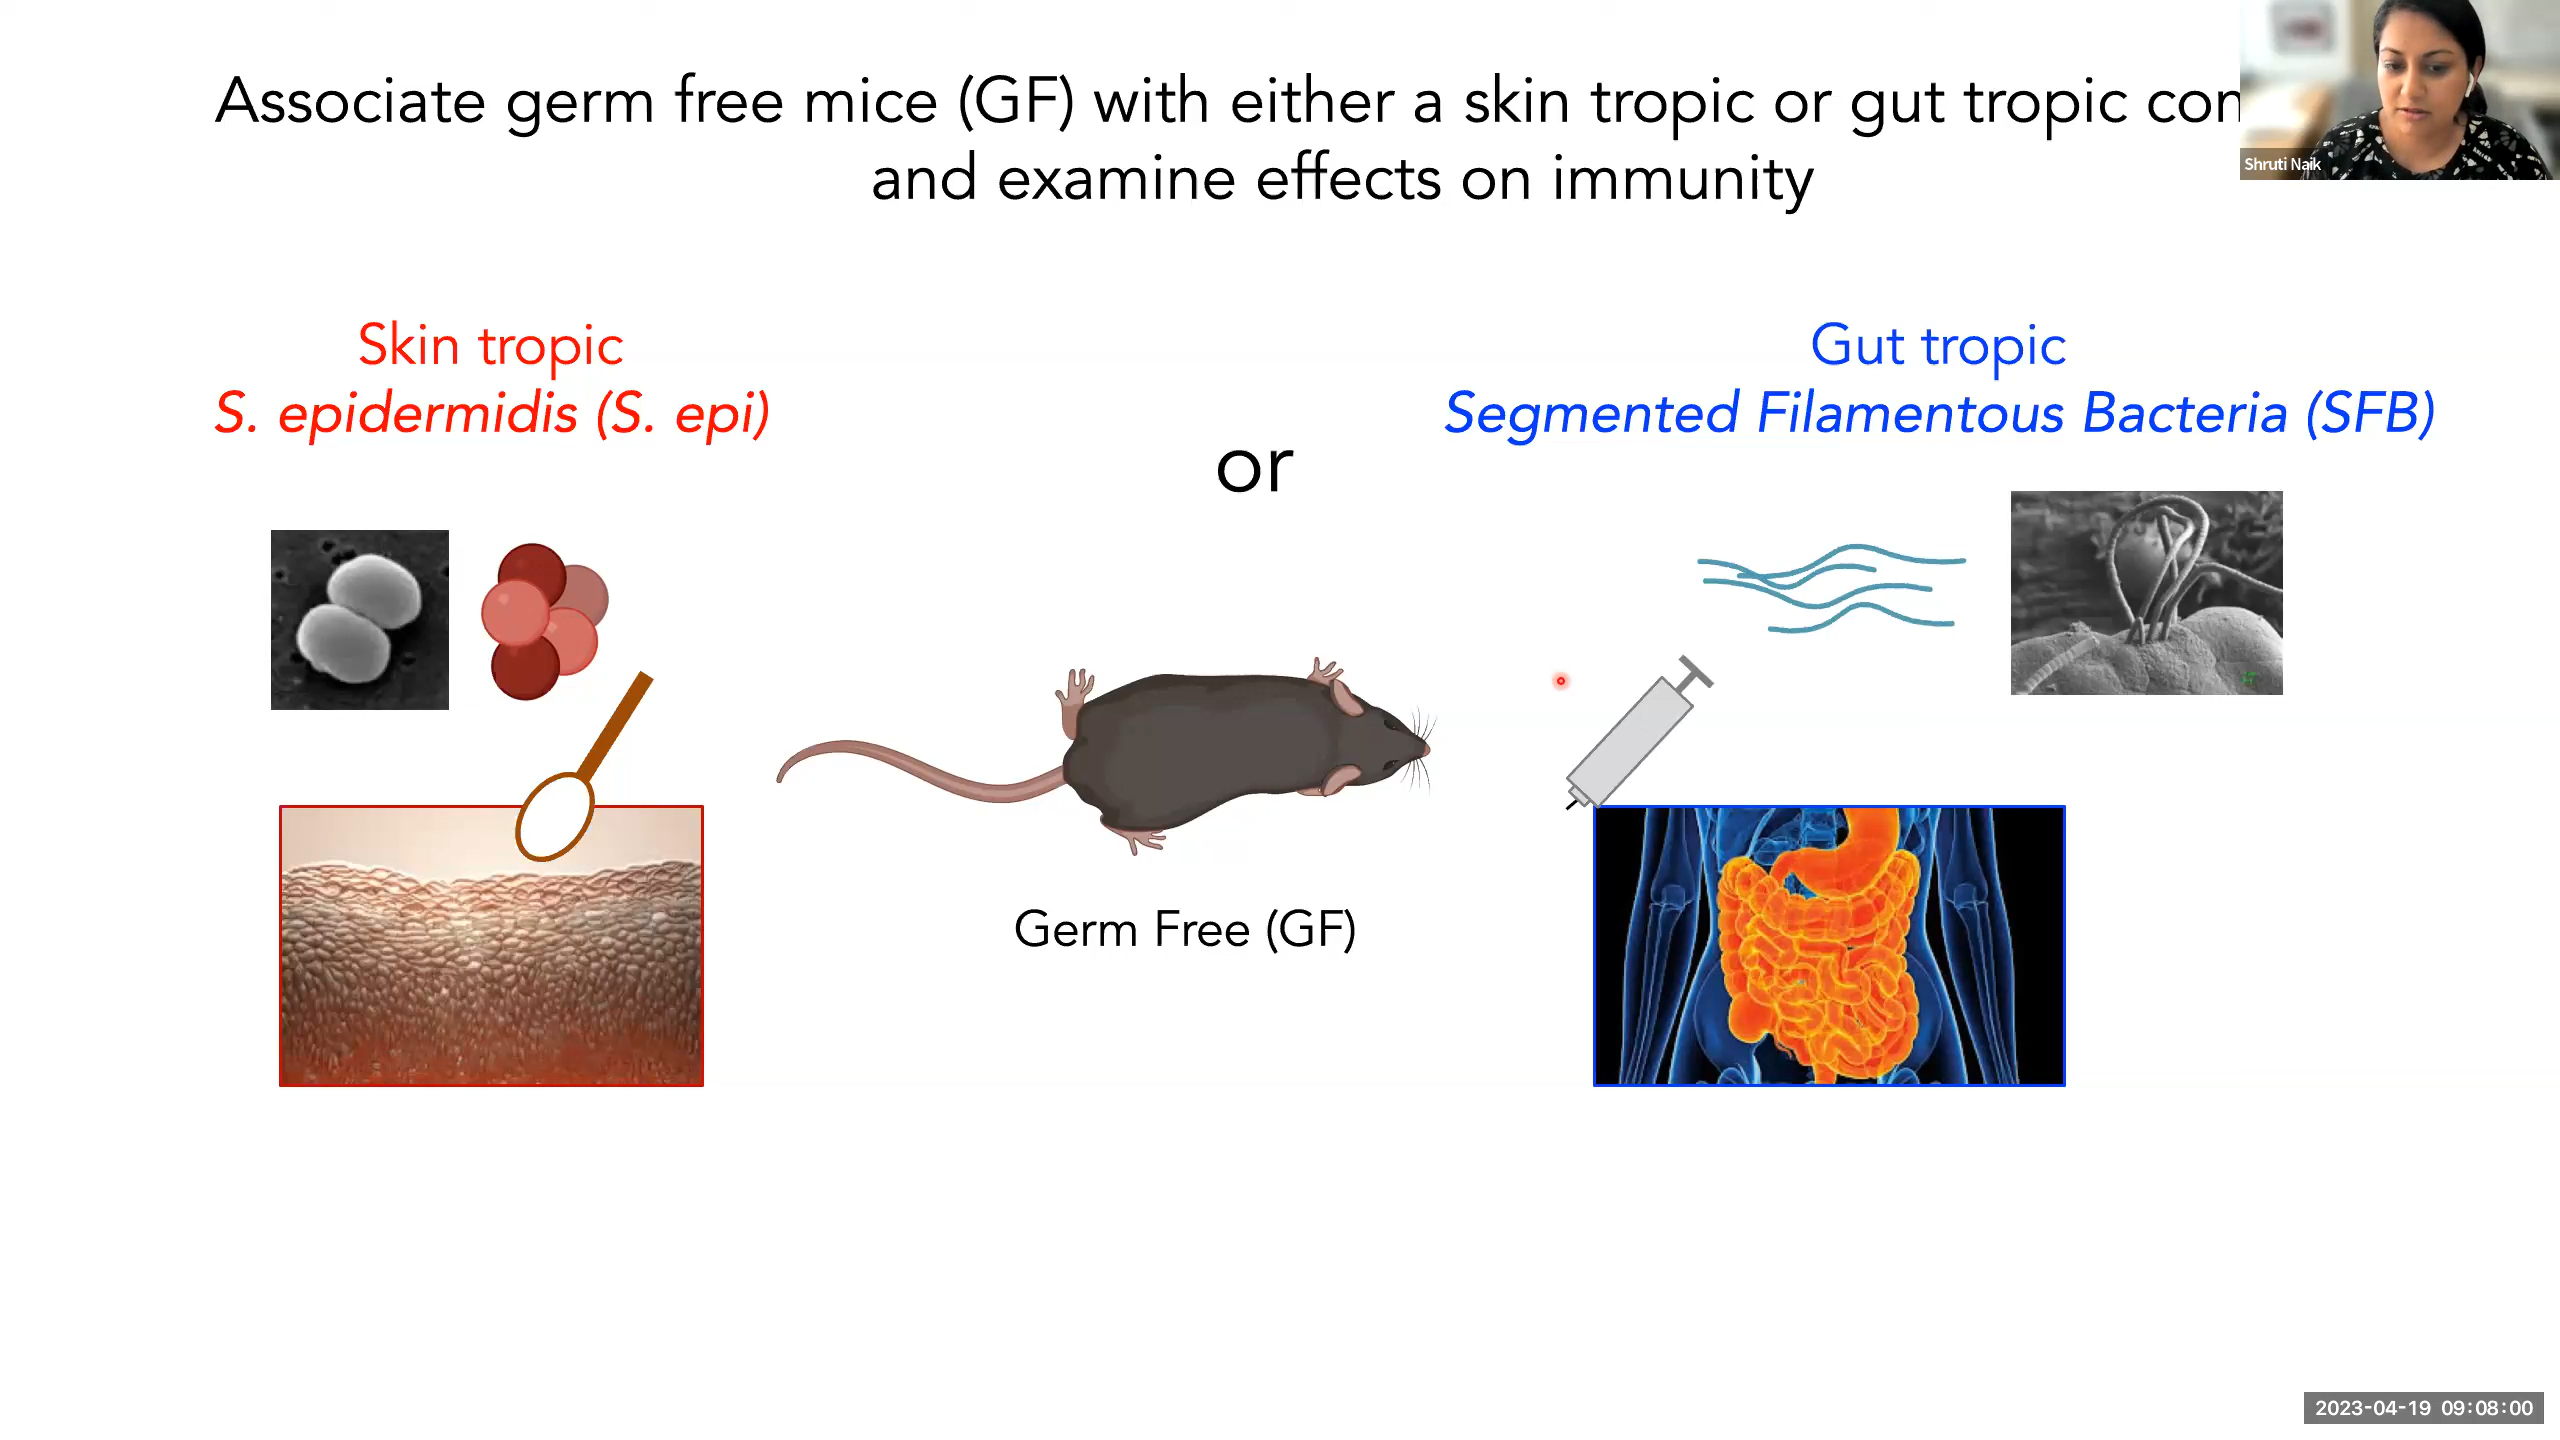 Associate germ free mice (GF) with either a skin tropic or gut tropic
and examine effects on immunity
Shruti Naik
Skin tropic
S. epidermidis (S. epi)
Gut tropic
Segmented Filamentous Bacteria (SFB)
or
Germ Free (GF)
2023-04-19 09:08:00